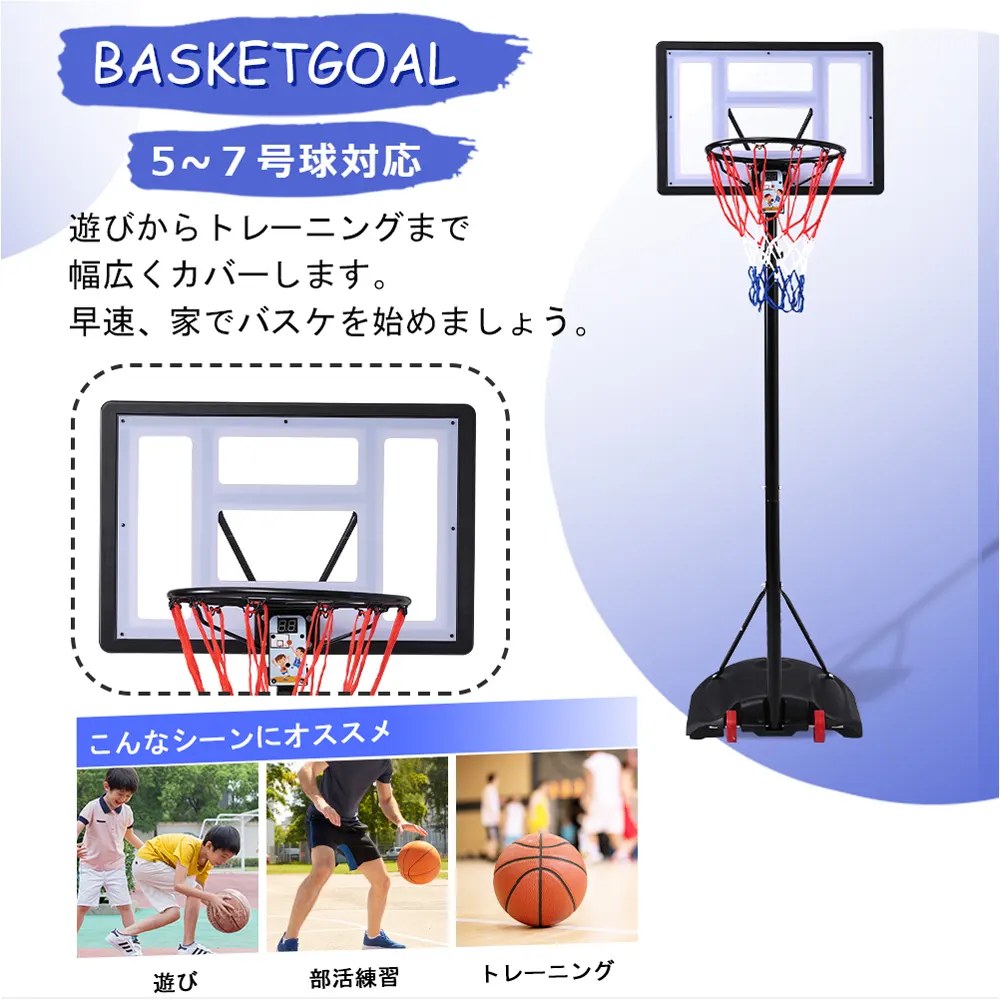 BASKETGOAL
5~7号球対応
遊びからトレーニングまで
幅広くカバーします。
早速、家でバスケを始めましょう。
88
こんなシーンにオススメ
遊び
部活練習
トレーニング